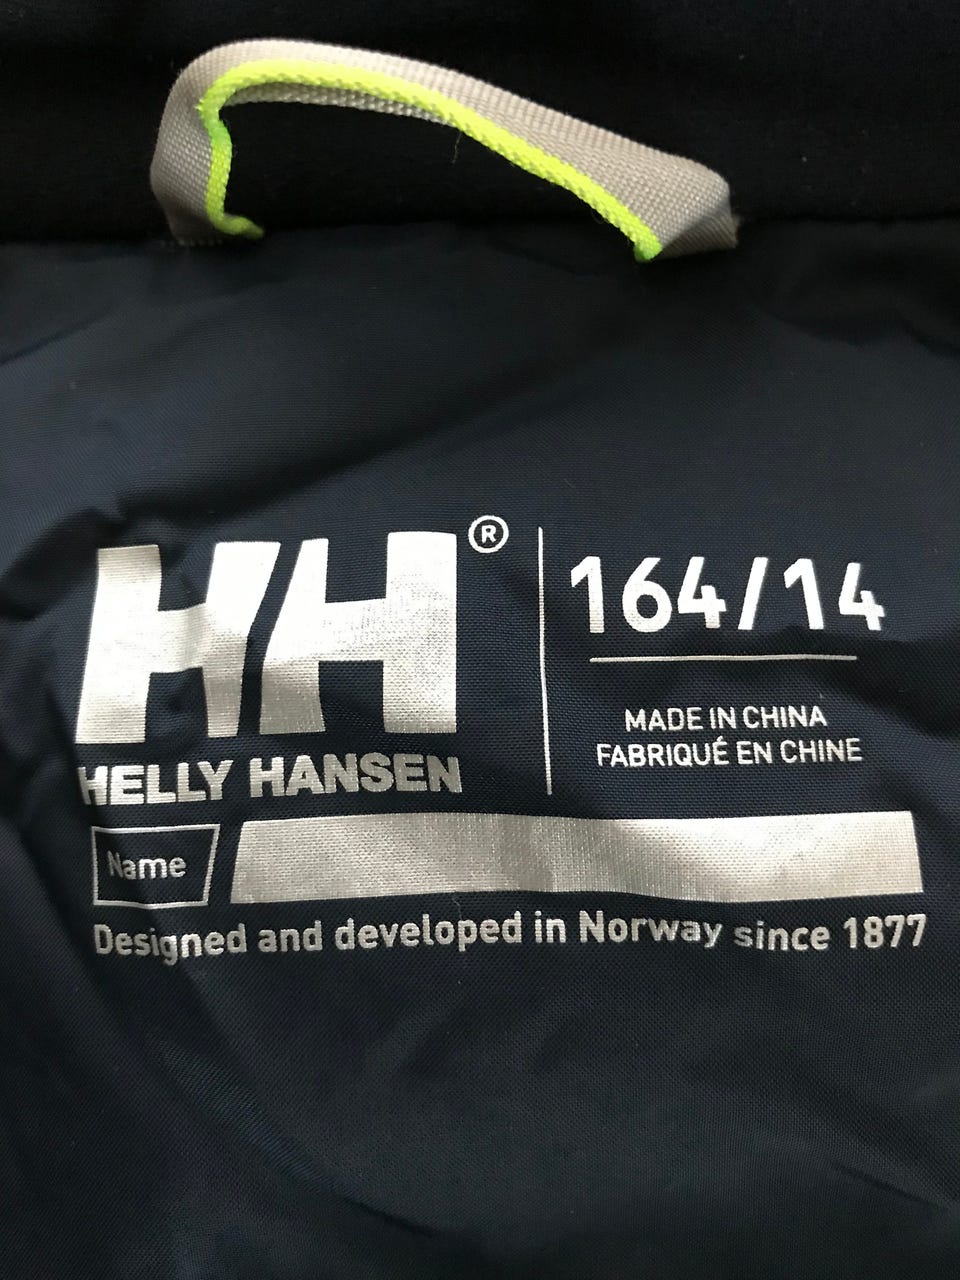 HH®
HELLY HANSEN
164/14
MADE IN CHINA
FABRIQUÉ EN CHINE
Name
Designed and developed in Norway since 1877